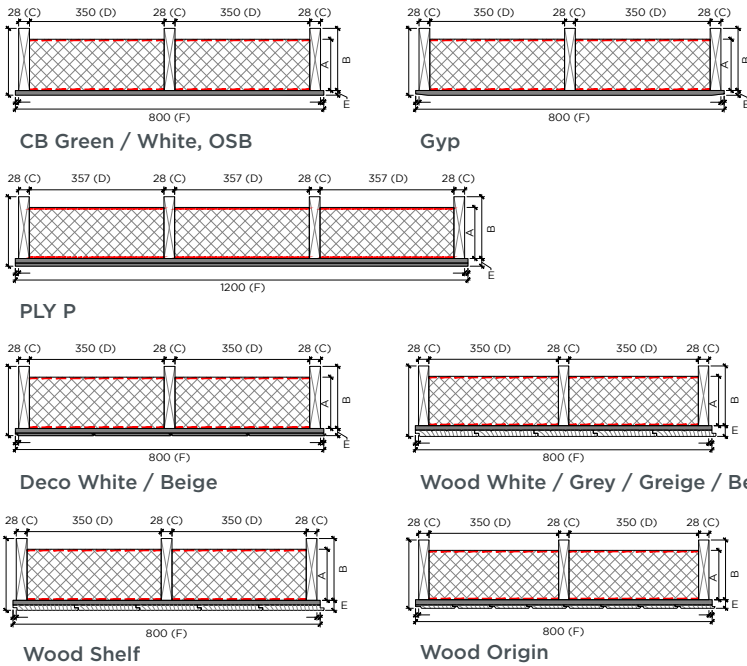 28 (C) 350 (D) 28 (C) 350 (D) 28 (C)
A
B
E
800 (F)
CB Green / White, OSB
28 (C) 350 (D) 28 (C) 350 (D) 28 (C)
A
B
E
800 (F)
Gyp
28 (C) 357 (D) 28 (C) 357 (D) 28 (C) 357 (D) 28 (C)
A
B
E
1200 (F)
PLY P
28 (C) 350 (D) 28 (C) 350 (D) 28 (C)
A
B
E
800 (F)
Deco White / Beige
28 (C) 350 (D) 28 (C) 350 (D) 28 (C)
A
B
E
800 (F)
Wood White / Grey / Greige / Be
28 (C) 350 (D) 28 (C) 350 (D) 28 (C)
A
B
E
800 (F)
Wood Shelf
28 (C) 350 (D) 28 (C) 350 (D) 28 (C)
A
B
E
800 (F)
Wood Origin